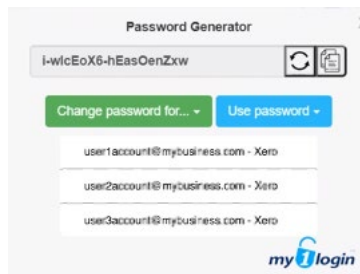 Password Generator
i-wlcEoX6-hEasOenZxw
Change password for... Use password
user1account@mybusiness.com - Xero
user2account@mybusiness.com - Xero
user3account@mybusiness.com - Xero
my1login